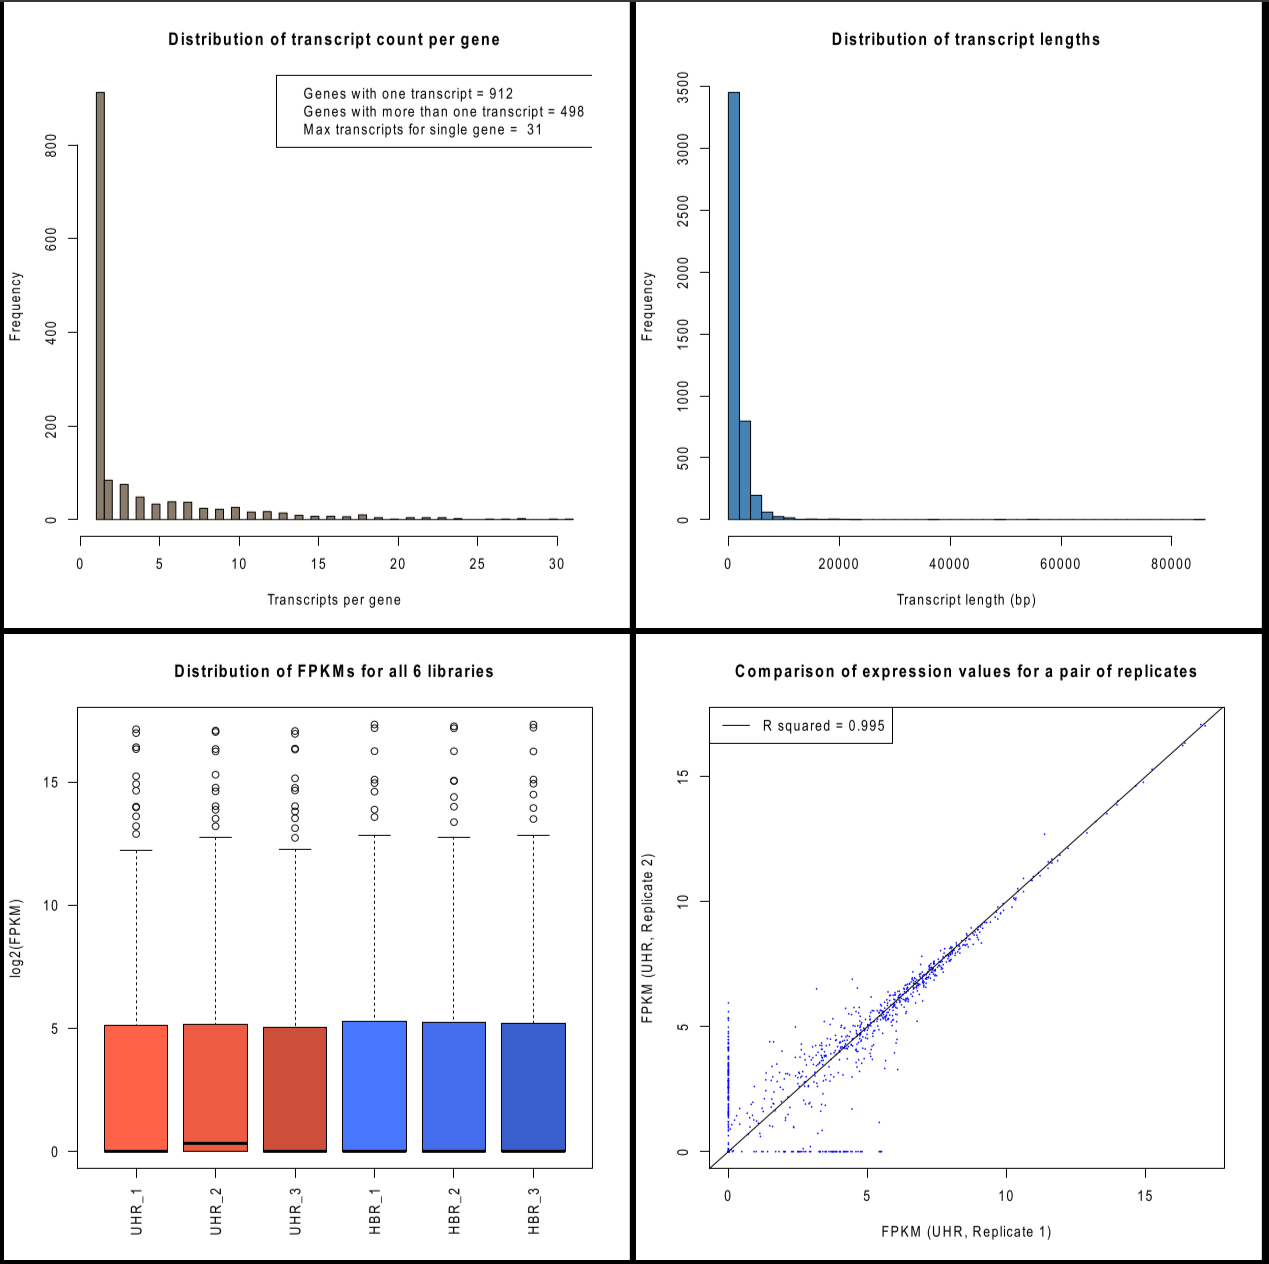 Distribution of transcript count per gene
Genes with one transcript = 912
Genes with more than one transcript = 498
Max transcripts for single gene =  31
Frequency
800
600
400
200
0
0 5 10 15 20 25 30
Transcripts per gene
Distribution of transcript lengths
Frequency
3500
3000
2500
2000
1500
1000
500
0
0 20000 40000 60000 80000
Transcript length (bp)
Distribution of FPKMs for all 6 libraries
log2(FPKM)
15
10
5
0
UHR_1 UHR_2 UHR_3 HBR_1 HBR_2 HBR_3
Comparison of expression values for a pair of replicates
R squared = 0.995
FPKM (UHR, Replicate 2)
15
10
5
0
0 5 10 15
FPKM (UHR, Replicate 1)